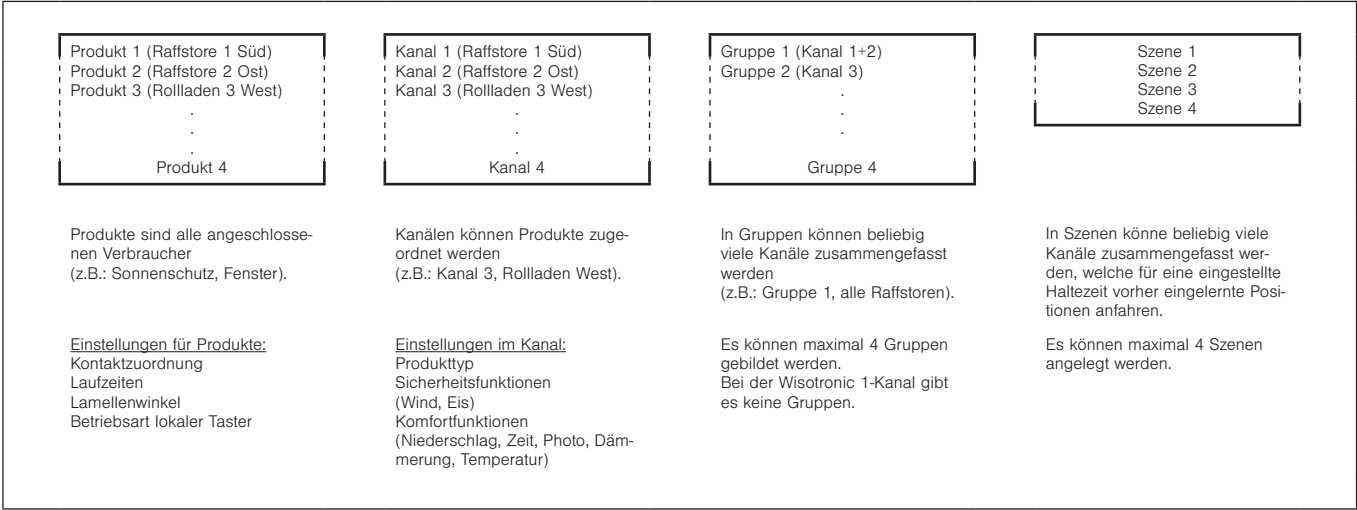 Produkt 1 (Raffstore 1 Süd)
Produkt 2 (Raffstore 2 Ost)
Produkt 3 (Rollladen 3 West)
.
.
.
Produkt 4
Produkte sind alle angeschlosse-
nen Verbraucher
(z.B.: Sonnenschutz, Fenster).
Einstellungen für Produkte:
Kontaktzuordnung
Laufzeiten
Lamellenwinkel
Betriebsart lokaler Taster
Kanal 1 (Raffstore 1 Süd)
Kanal 2 (Raffstore 2 Ost)
Kanal 3 (Rollladen 3 West)
.
.
.
Kanal 4
Kanälen können Produkte zuge-
ordnet werden
(z.B.: Kanal 3, Rollladen West).
Einstellungen im Kanal:
Produkttyp
Sicherheitsfunktionen
(Wind, Eis)
Komfortfunktionen
(Niederschlag, Zeit, Photo, Däm-
merung, Temperatur)
Gruppe 1 (Kanal 1+2)
Gruppe 2 (Kanal 3)
.
.
.
Gruppe 4
In Gruppen können beliebig
viele Kanäle zusammengefasst
werden
(z.B.: Gruppe 1, alle Raffstoren).
Es können maximal 4 Gruppen
gebildet werden.
Bei der Wisotronic 1-Kanal gibt
es keine Gruppen.
Szene 1
Szene 2
Szene 3
Szene 4
In Szenen könne beliebig viele
Kanäle zusammengefasst wer-
den, welche für eine eingestellte
Haltezeit vorher eingelernte Posi-
tionen anfahren.
Es können maximal 4 Szenen
angelegt werden.